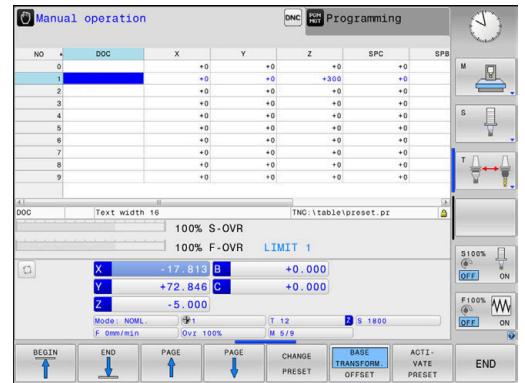 Manual operation DNC PGM MGT Programming
NO DOC X Y Z SPC SPB
0 +0 +0 +0 +0
1 +0 +0 +300 +0
2 +0 +0 +0 +0
3 +0 +0 +0 +0
4 +0 +0 +0 +0
5 +0 +0 +0 +0
6 +0 +0 +0 +0
7 +0 +0 +0 +0
8 +0 +0 +0 +0
9 +0 +0 +0 +0
DOC Text width 16 TNC:\table\preset.pr
100% S-OVR
100% F-OVR LIMIT 1
X -17.813 B +0.000
Y +72.846 C +0.000
Z -5.000
Mode: NOML. 1 T 12 Z S 1800
F 0mm/min Ovr 100% M 5/9
M
S
T
S100%
OFF ON
F100%
OFF ON
BEGIN
END
PAGE
PAGE
CHANGE
PRESET
BASE
TRANSFORM.
OFFSET
ACTI-
VATE
PRESET
END